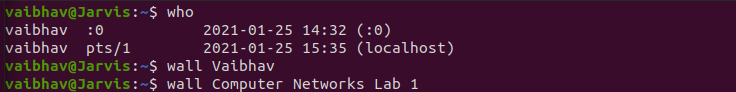 vaibhav@Jarvis:~$ who
vaibhav  :0           2021-01-25 14:32 (:0)
vaibhav  pts/1        2021-01-25 15:35 (localhost)
vaibhav@Jarvis:~$ wall Vaibhav
vaibhav@Jarvis:~$ wall Computer Networks Lab 1